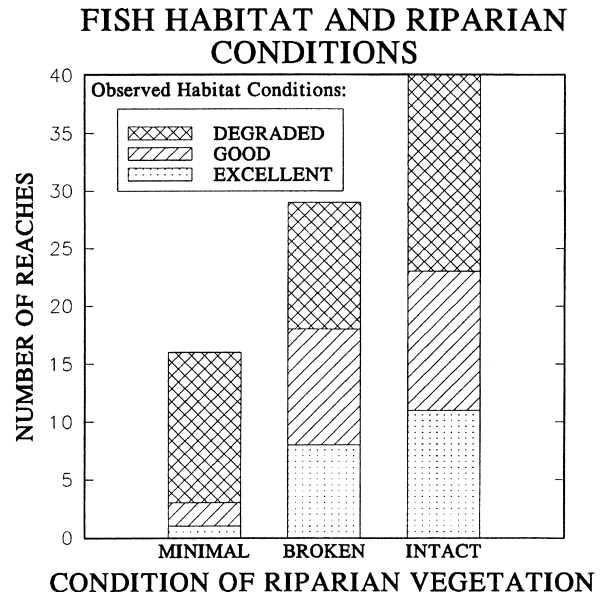 FISH HABITAT AND RIPARIAN
CONDITIONS
Observed Habitat Conditions:
DEGRADED
GOOD
EXCELLENT
NUMBER OF REACHES
40
35
30
25
20
15
10
5
0
MINIMAL BROKEN INTACT
CONDITION OF RIPARIAN VEGETATION